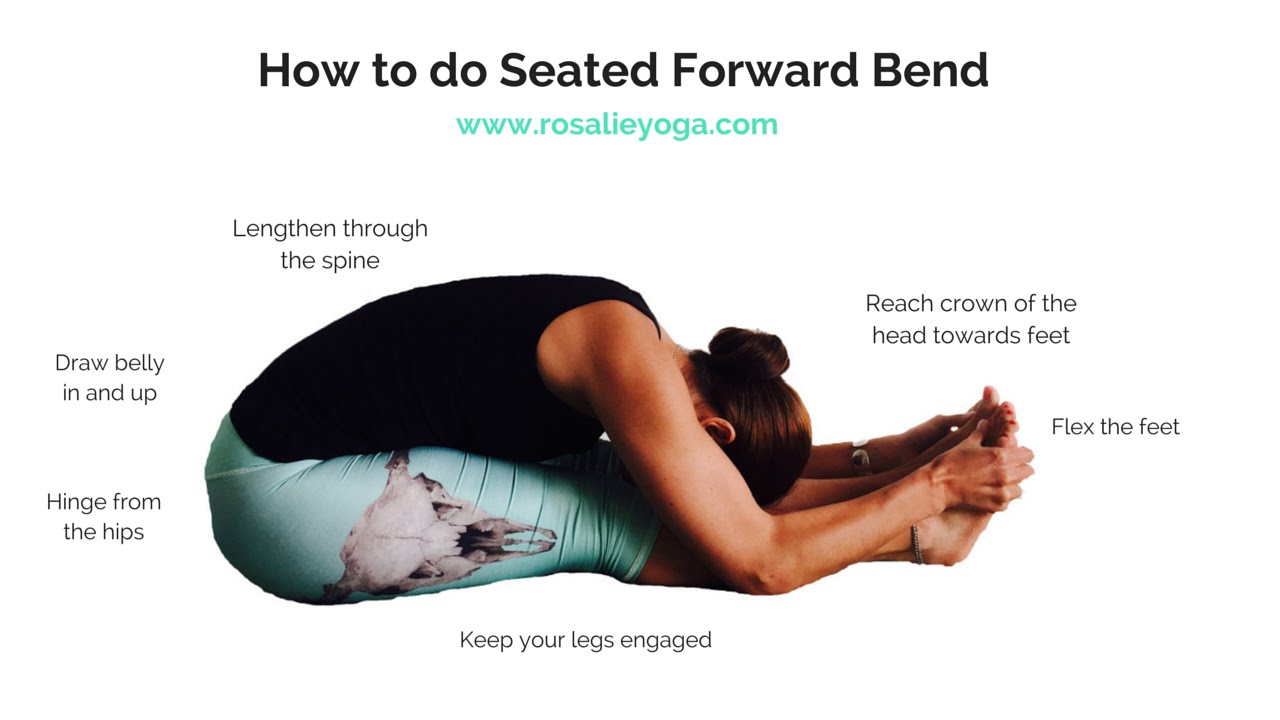 How to do Seated Forward Bend
www.rosalieyoga.com
Lengthen through
the spine
Reach crown of the
head towards feet
Draw belly
in and up
Flex the feet
Hinge from
the hips
Keep your legs engaged